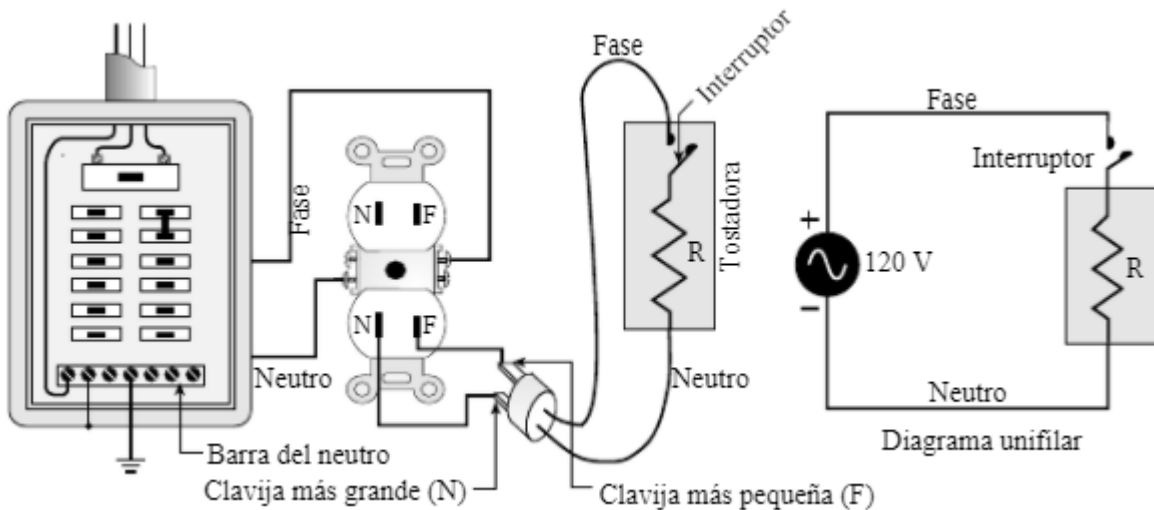 Fase
Interruptor
Fase
N
F
N
F
R
Tostadora
Neutro
Neutro
Barra del neutro
Clavija más grande (N)
Clavija más pequeña (F)
Fase
Interruptor
+
120 V
−
R
Neutro
Diagrama unifilar